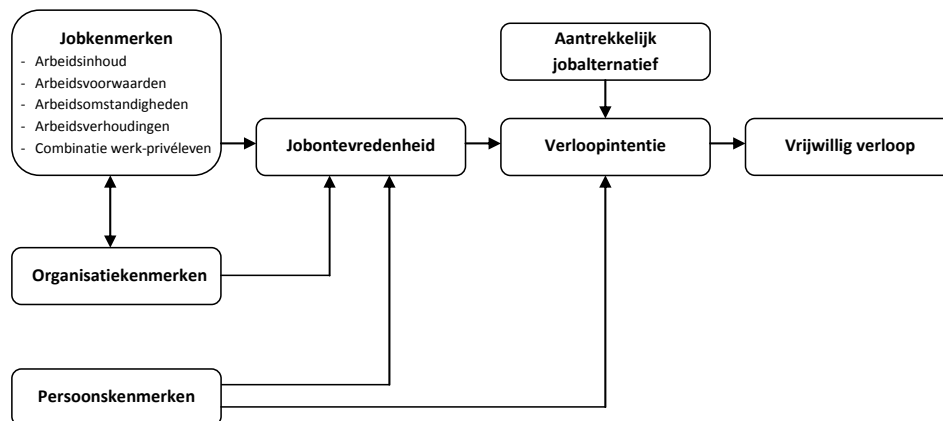 Jobkenmerken
- Arbeidsinhoud
- Arbeidsvoorwaarden
- Arbeidsomstandigheden
- Arbeidsverhoudingen
- Combinatie werk-privéleven
Aantrekkelijk
jobalternatief
Jobontevredenheid
Verloopintentie
Vrijwillig verloop
Organisatiekenmerken
Persoonskenmerken